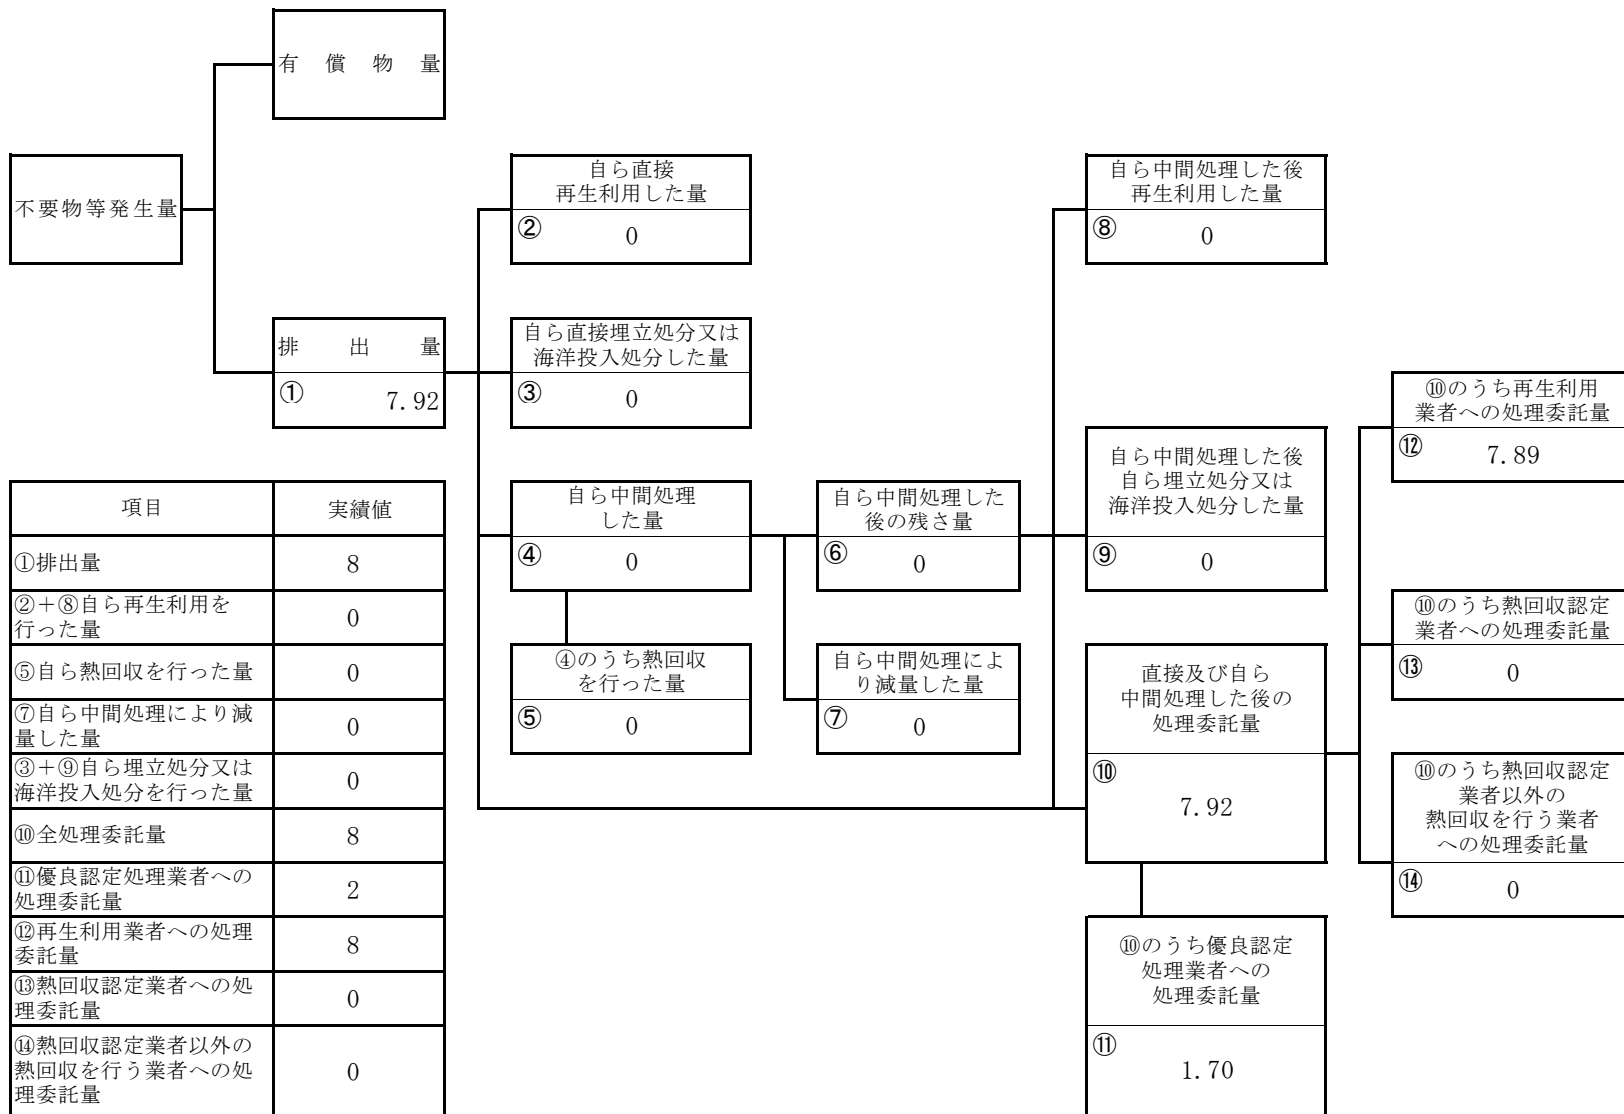 有償物量
不要物等発生量
排出量
① 7.92
自ら直接
再生利用した量
② 0
自ら直接埋立処分又は
海洋投入処分した量
③ 0
自ら中間処理
した量
④ 0
④のうち熱回収
を行った量
⑤ 0
自ら中間処理した
後の残さ量
⑥ 0
自ら中間処理によ
り減量した量
⑦ 0
自ら中間処理した後
再生利用した量
⑧ 0
自ら中間処理した後
自ら埋立処分又は
海洋投入処分した量
⑨ 0
直接及び自ら
中間処理した後の
処理委託量
⑩
7.92
⑩のうち優良認定
処理業者への
処理委託量
⑪
1.70
⑩のうち再生利用
業者への処理委託量
⑫ 7.89
⑩のうち熱回収認定
業者への処理委託量
⑬ 0
⑩のうち熱回収認定
業者以外の
熱回収を行う業者
への処理委託量
⑭ 0
項目 実績値
①排出量 8
②+⑧自ら再生利用を
行った量 0
⑤自ら熱回収を行った量 0
⑦自ら中間処理により減
量した量 0
③+⑨自ら埋立処分又は
海洋投入処分を行った量 0
⑩全処理委託量 8
⑪優良認定処理業者への
処理委託量 2
⑫再生利用業者への処理
委託量 8
⑬熱回収認定業者への処
理委託量 0
⑭熱回収認定業者以外の
熱回収を行う業者への処
理委託量 0